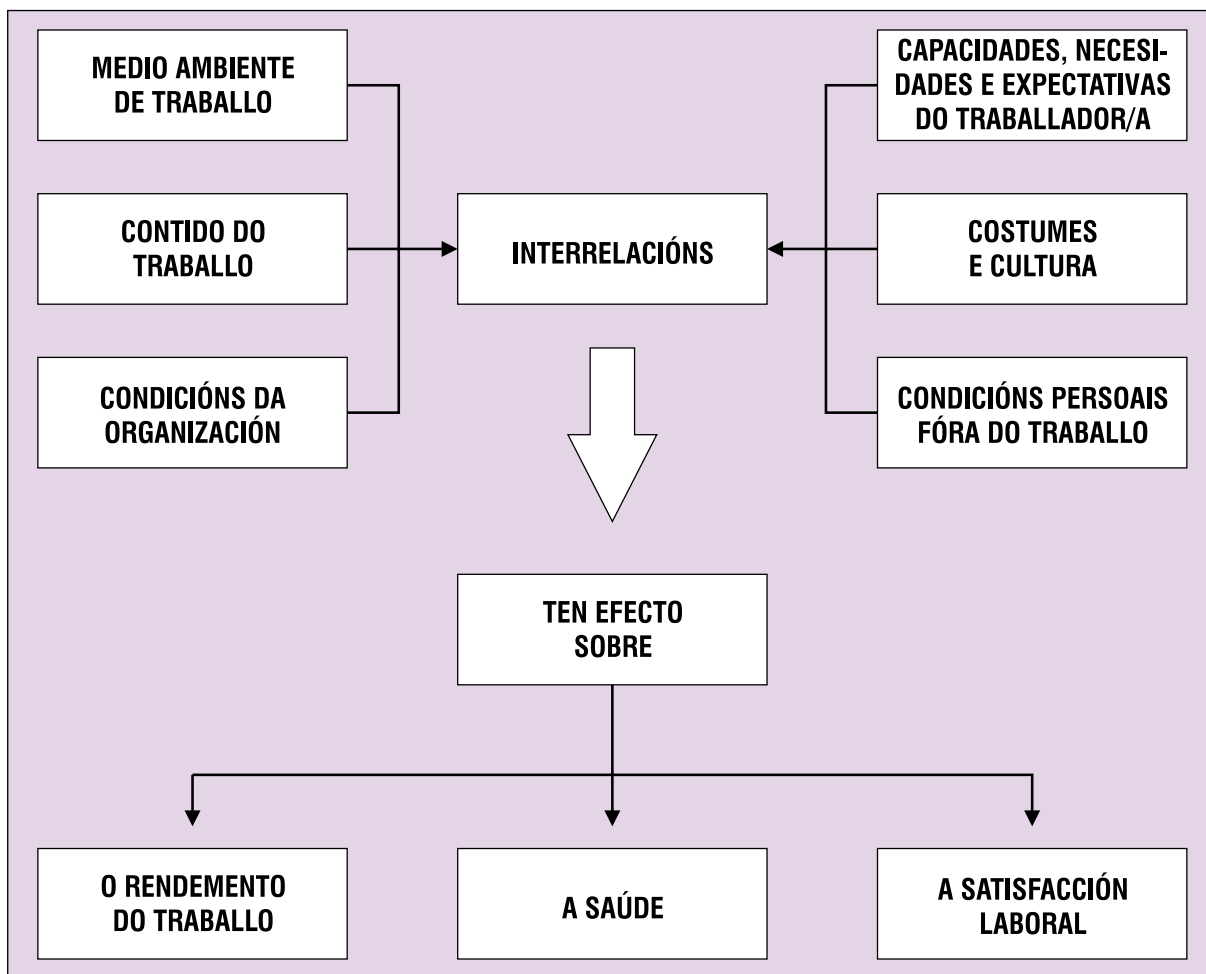 MEDIO AMBIENTE
DE TRABALLO
CAPACIDADES, NECESI-
DADES E EXPECTATIVAS
DO TRABALLADOR/A
CONTIDO DO
TRABALLO
INTERRELACIÓNS
COSTUMES
E CULTURA
CONDICIÓNS DA
ORGANIZACIÓN
CONDICIÓNS PERSOAIS
FÓRA DO TRABALLO
TEN EFECTO
SOBRE
O RENDEMENTO
DO TRABALLO
A SAÚDE
A SATISFACCIÓN
LABORAL